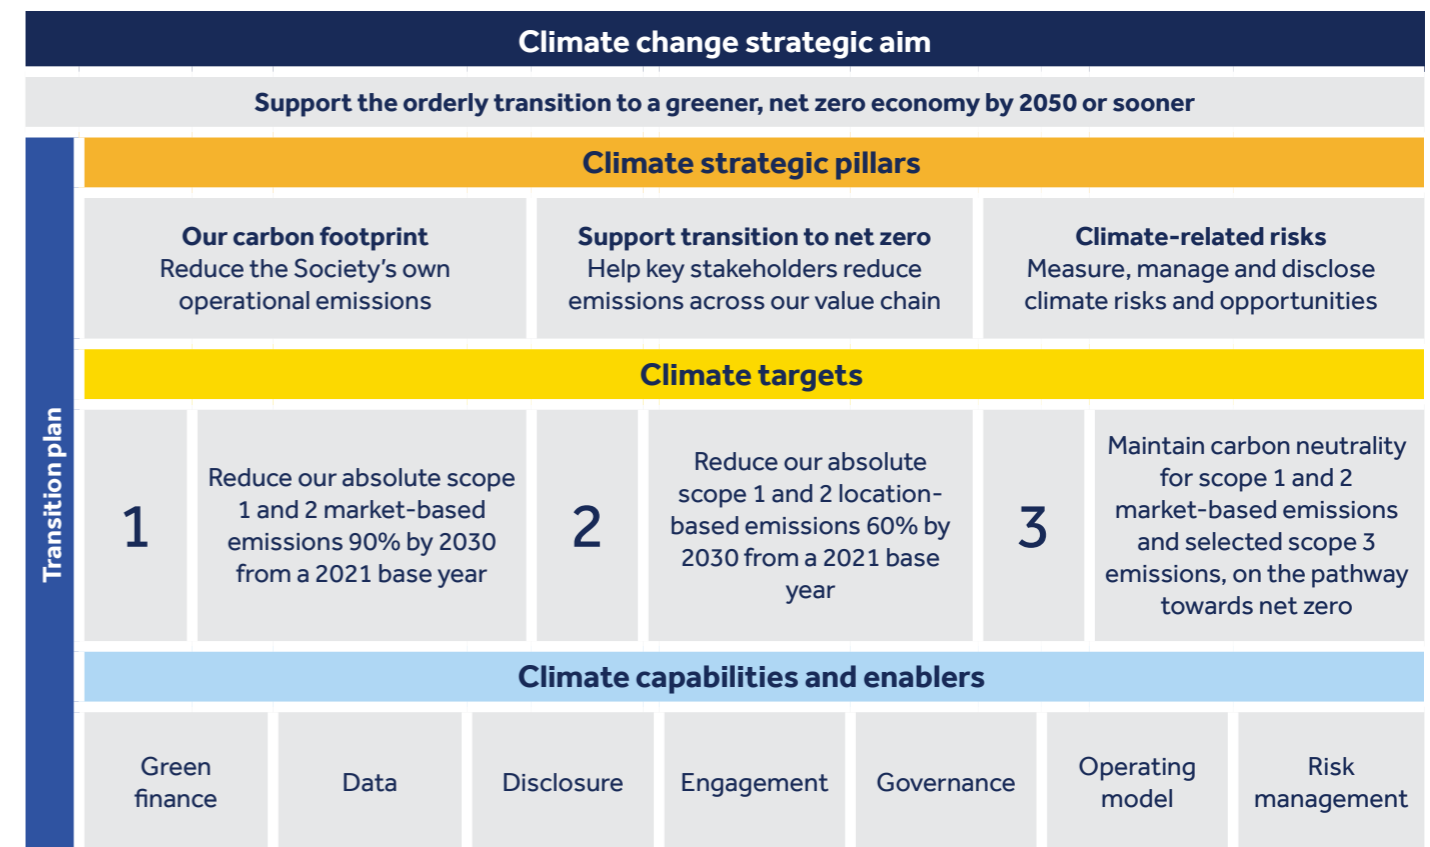 Climate change strategic aim
Support the orderly transition to a greener, net zero economy by 2050 or sooner
Transition plan
Climate strategic pillars
Our carbon footprint
Reduce the Society’s own
operational emissions
Support transition to net zero
Help key stakeholders reduce
emissions across our value chain
Climate-related risks
Measure, manage and disclose
climate risks and opportunities
Climate targets
1
Reduce our absolute scope
1 and 2 market-based
emissions 90% by 2030
from a 2021 base year
2
Reduce our absolute
scope 1 and 2 location-
based emissions 60% by
2030 from a 2021 base
year
3
Maintain carbon neutrality
for scope 1 and 2
market-based emissions
and selected scope 3
emissions, on the pathway
towards net zero
Climate capabilities and enablers
Green
finance
Data
Disclosure
Engagement
Governance
Operating
model
Risk
management